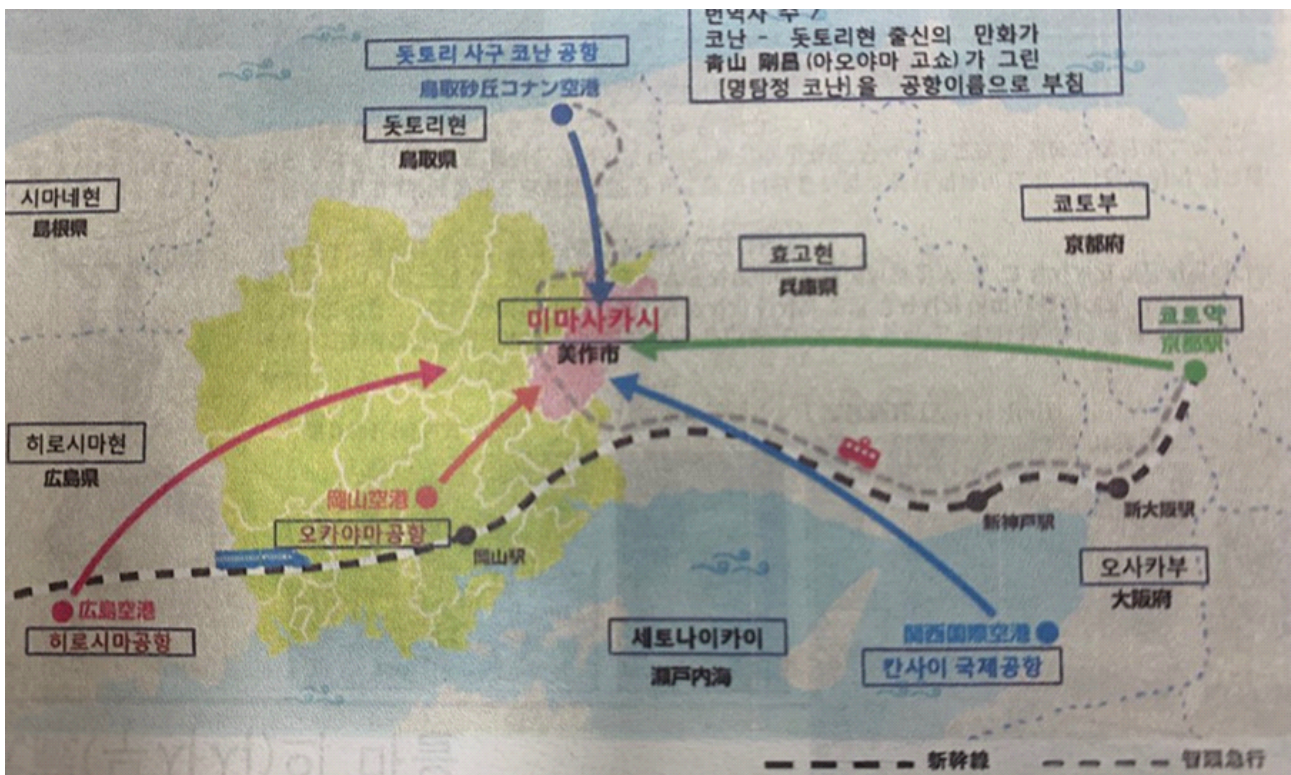 번역사 주 7
코난 - 돗토리현 출신의 만화가
青山 剛昌(아오야마 고쇼)가 그린
[명탐정 코난]을 공항이름으로 부침
돗토리 사구 코난 공항
鳥取砂丘コナン空港
돗토리현
鳥取県
시마네현
島根県
쿄토부
京都府
효고현
兵庫県
미마사카시
美作市
쿄토약
京都駅
히로시마현
広島県
岡山空港
오카야마공항
岡山駅
新神戸駅
新大阪駅
오사카부
大阪府
広島空港
히로시마공항
세토나이카이
瀬戸内海
関西国際空港
칸사이 국제공항
新幹線
智頭急行